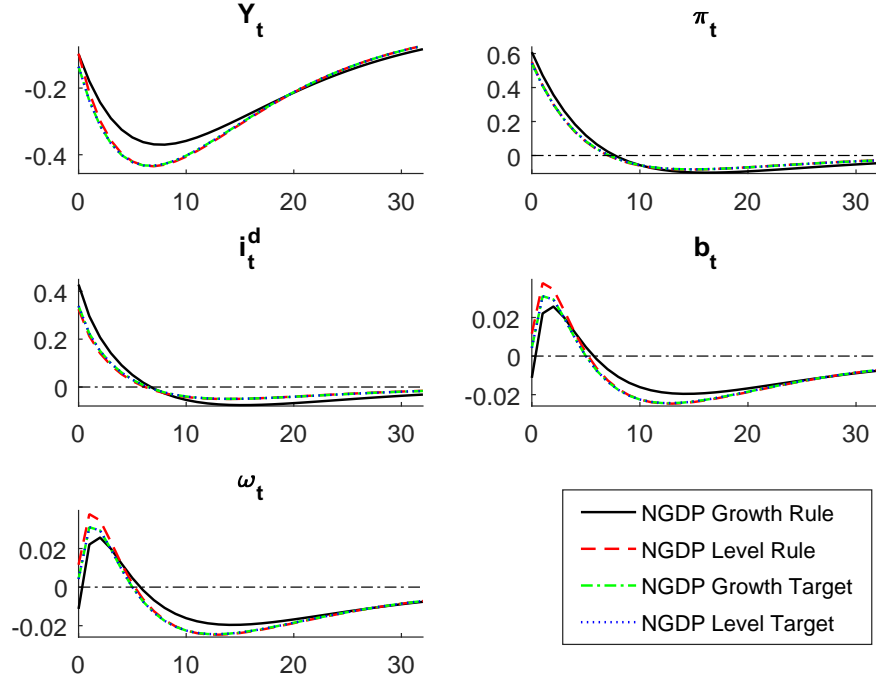 Y_t
-0.2
-0.4
0 10 20 30
π_t
0.6
0.4
0.2
0
0 10 20 30
i_t^d
0.4
0.2
0
0 10 20 30
b_t
0.02
0
-0.02
0 10 20 30
ω_t
0.02
0
-0.02
0 10 20 30
NGDP Growth Rule
NGDP Level Rule
NGDP Growth Target
NGDP Level Target